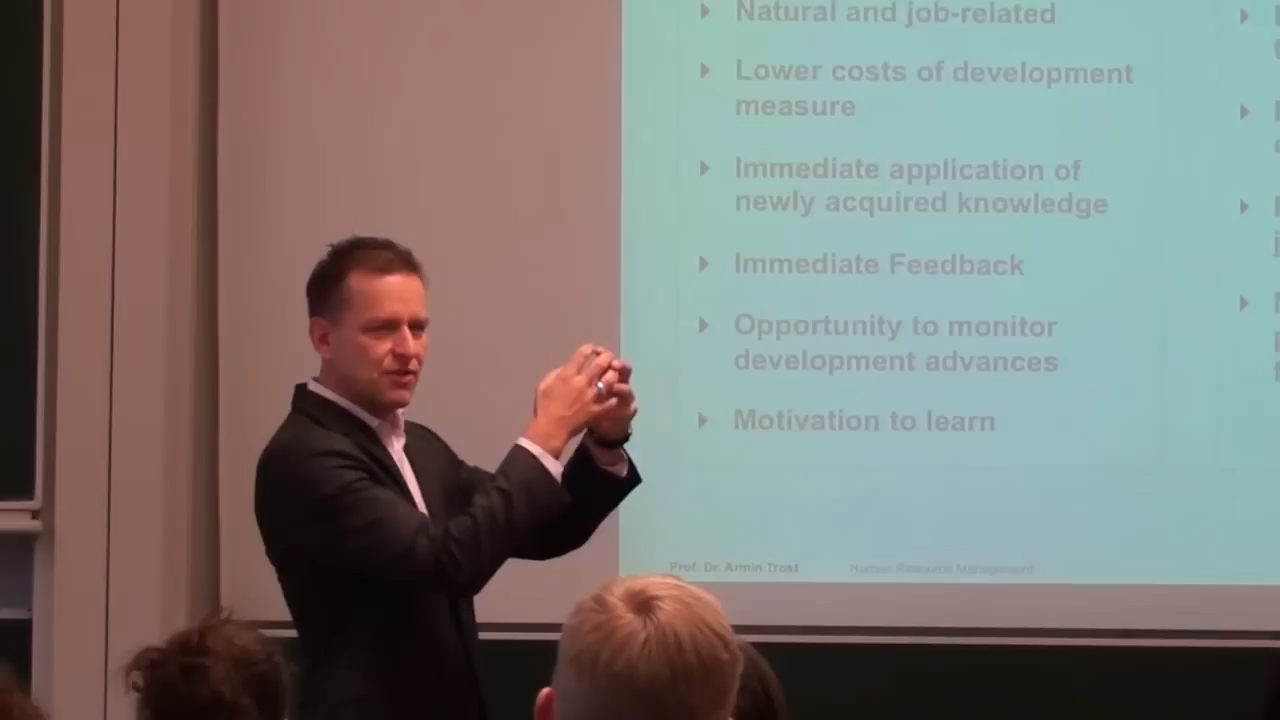 Natural and job-related
Lower costs of development
measure
Immediate application of
newly acquired knowledge
Immediate Feedback
Opportunity to monitor
development advances
Motivation to learn
Prof. Dr. Armin Trost
Human Resource Management